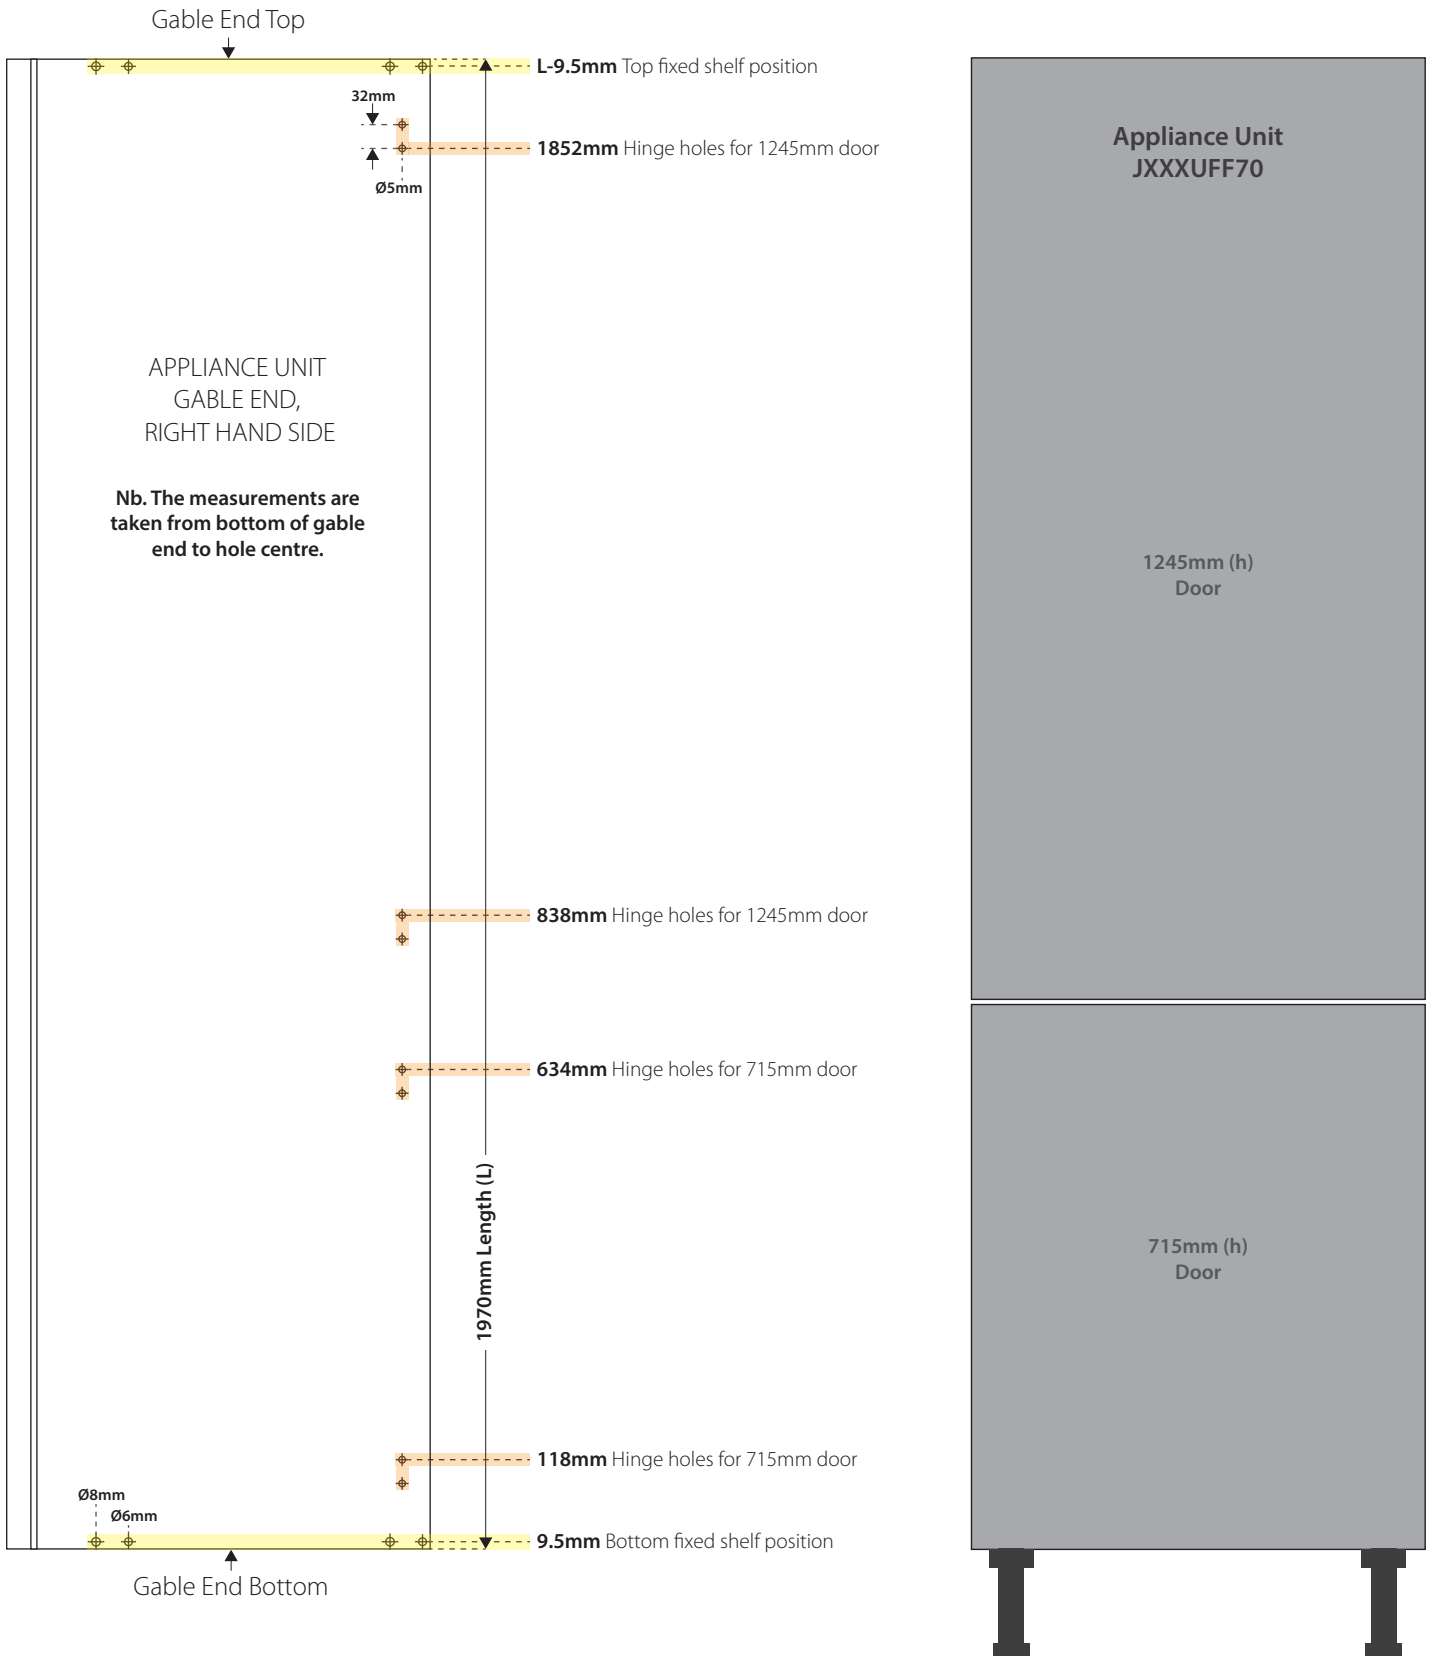 Gable End Top
L-9.5mm Top fixed shelf position
32mm
1852mm Hinge holes for 1245mm door
Ø5mm
APPLIANCE UNIT
GABLE END,
RIGHT HAND SIDE
Nb. The measurements are
taken from bottom of gable
end to hole centre.
838mm Hinge holes for 1245mm door
634mm Hinge holes for 715mm door
1970mm Length (L)
118mm Hinge holes for 715mm door
Ø8mm
Ø6mm
9.5mm Bottom fixed shelf position
Gable End Bottom
Appliance Unit
JXXXUFF70
1245mm (h)
Door
715mm (h)
Door